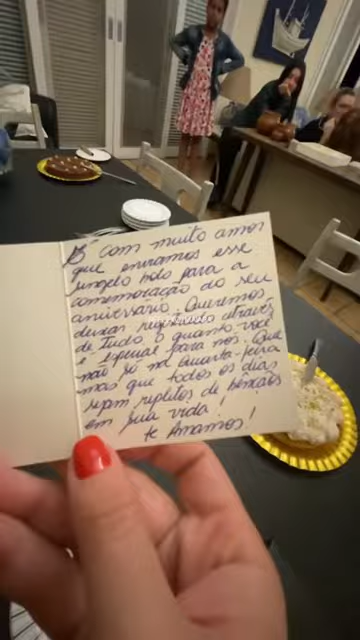 É com muito amor
que enviamos esse
singelo bolo para a
comemoração do seu
aniversário. Queremos
deixar registrado através
de Tudo o quanto você
é especial para nós. Que
não só na Quarta-feira
mas que todos os dias
sejam repletos de bênçãos
em sua vida!
Te Amamos!